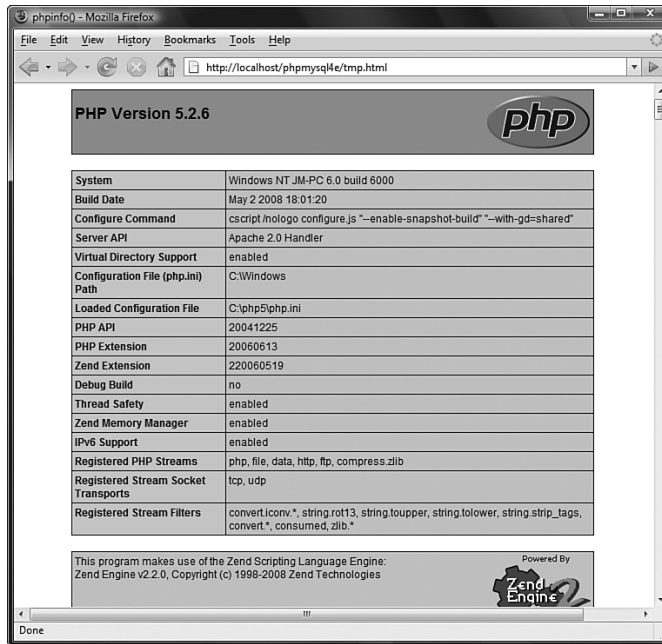 phpinfo() - Mozilla Firefox
File Edit View History Bookmarks Tools Help
http://localhost/phpmysql4e/tmp.html
PHP Version 5.2.6
php
System Windows NT JM-PC 6.0 build 6000
Build Date May 2 2008 18:01:20
Configure Command cscript /nologo configure.js "--enable-snapshot-build" "--with-gd=shared"
Server API Apache 2.0 Handler
Virtual Directory Support enabled
Configuration File (php.ini) C:\Windows
Path
Loaded Configuration File C:\php5\php.ini
PHP API 20041225
PHP Extension 20060613
Zend Extension 220060519
Debug Build no
Thread Safety enabled
Zend Memory Manager enabled
IPv6 Support enabled
Registered PHP Streams php, file, data, http, ftp, compress.zlib
Registered Stream Socket tcp, udp
Transports
Registered Stream Filters convert.iconv.*, string.rot13, string.toupper, string.tolower, string.strip_tags,
convert.*, consumed, zlib.*
This program makes use of the Zend Scripting Language Engine:
Zend Engine v2.2.0, Copyright (c) 1998-2008 Zend Technologies
Powered By
Zend
Engine 2
Done